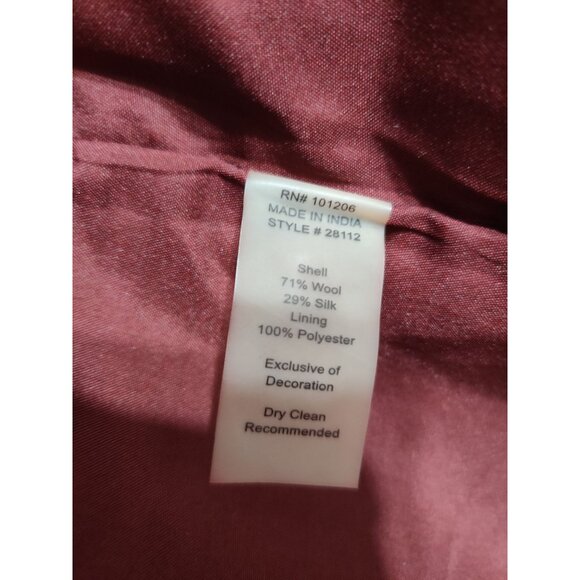 RN# 101206
MADE IN INDIA
STYLE # 28112
Shell
71% Wool
29% Silk
Lining
100% Polyester
Exclusive of
Decoration
Dry Clean
Recommended